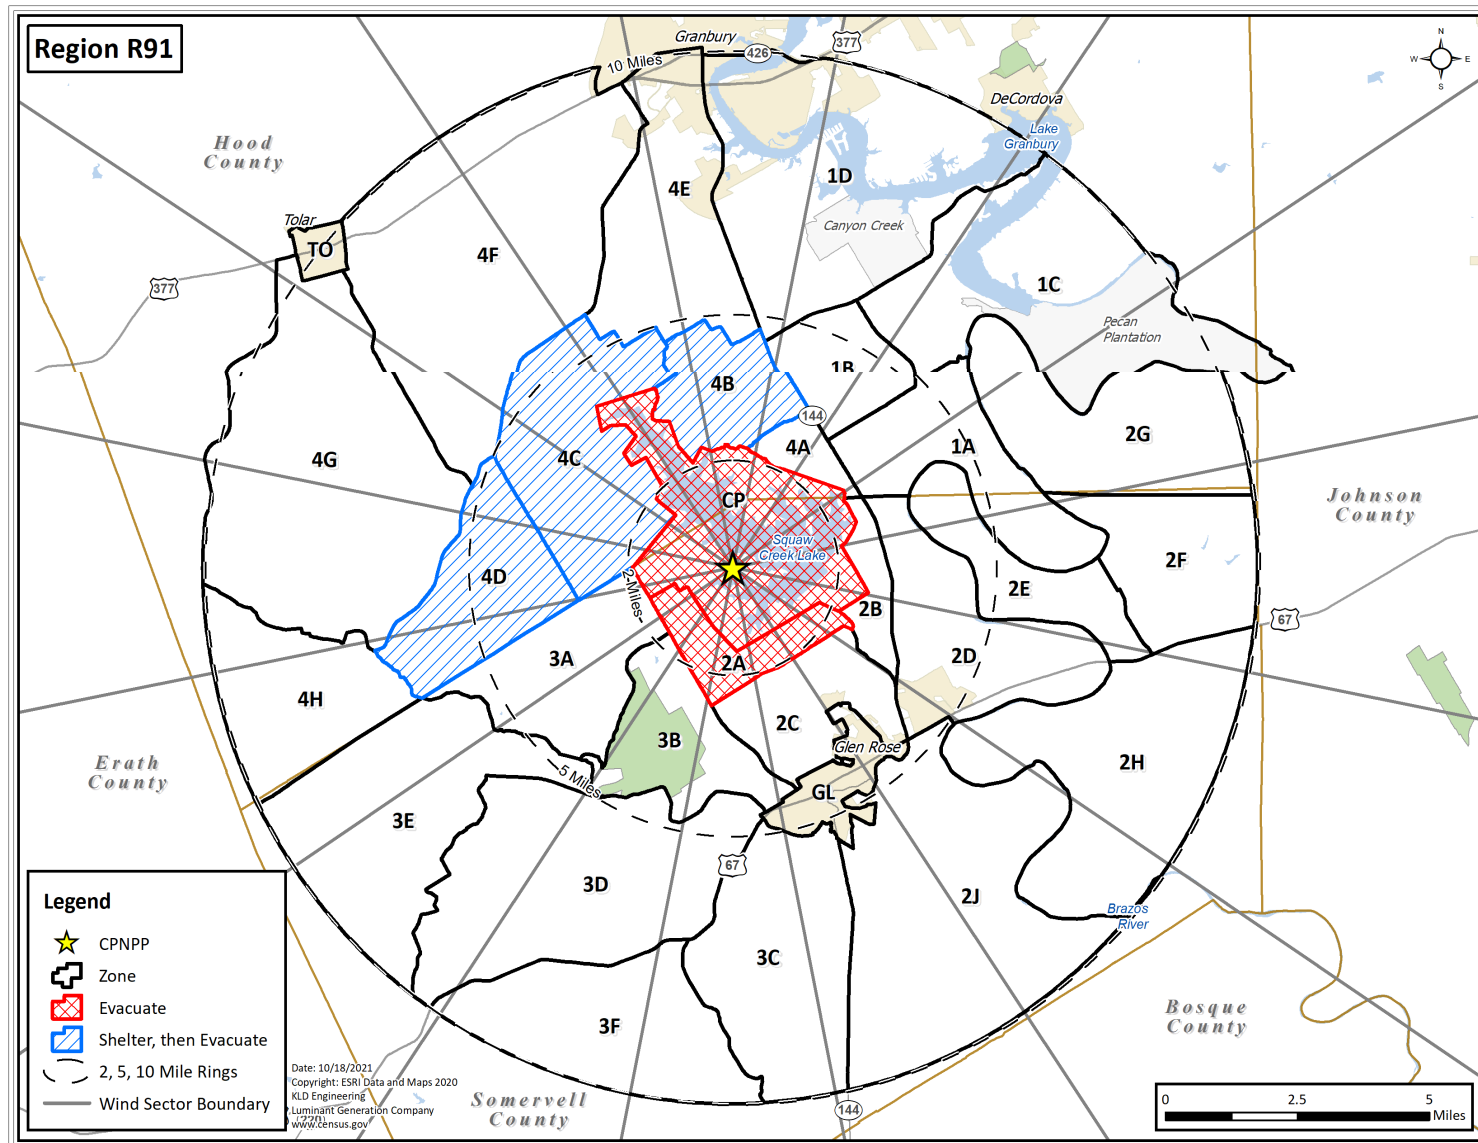 Region R91
Granbury
10 Miles
426
377
N
W
E
S
DeCordova
Lake
Granbury
Hood
County
4E
1D
Tolar
TO
Canyon Creek
4F
377
1C
Pecan
Plantation
1B
4B
144
2G
4A
1A
4G
4C
CP
Johnson
County
Squaw
Creek Lake
2F
4D
2 Miles
2E
2B
67
3A
2A
2D
4H
2C
3B
Glen Rose
Erath
County
2H
5 Miles
GL
3E
67
3D
2J
Brazos
River
3C
Bosque
County
3F
Legend
CPNPP
Zone
Evacuate
Shelter, then Evacuate
2, 5, 10 Mile Rings
Wind Sector Boundary
Date: 10/18/2021
Copyright: ESRI Data and Maps 2020
KLD Engineering
Luminant Generation Company
www.census.gov
220
Somervell
County
144
0
2.5
5
Miles